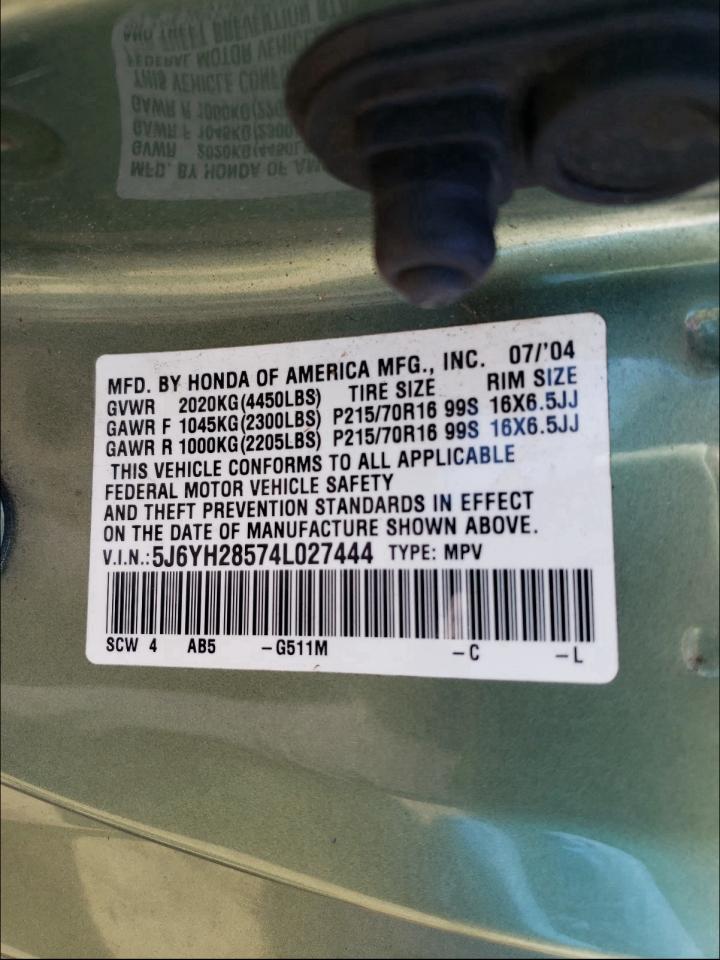 MFD. BY HONDA OF AMERICA MFG., INC. 07/'04
GVWR 2020KG(4450LBS) TIRE SIZE RIM SIZE
GAWR F 1045KG(2300LBS) P215/70R16 99S 16X6.5JJ
GAWR R 1000KG(2205LBS) P215/70R16 99S 16X6.5JJ
THIS VEHICLE CONFORMS TO ALL APPLICABLE
FEDERAL MOTOR VEHICLE SAFETY
AND THEFT PREVENTION STANDARDS IN EFFECT
ON THE DATE OF MANUFACTURE SHOWN ABOVE.
V.I.N.:5J6YH28574L027444 TYPE: MPV
SCW 4 AB5 -G511M -C -L